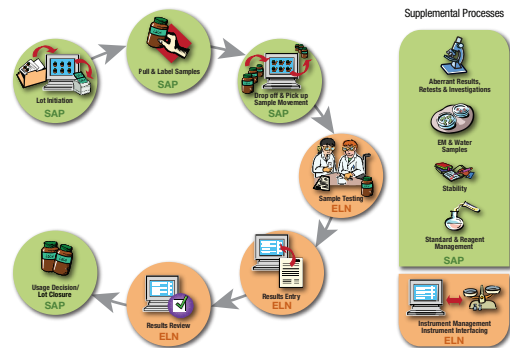 Supplemental Processes
Lot Initiation
SAP
Full & Label Samples
SAP
Drop off & Pick up
Sample Movement
SAP
Sample Testing
ELN
Results Entry
ELN
Results Review
ELN
Usage Decision/
Lot Closure
SAP
Aberrant Results,
Retests & Investigations
EM & Water
Samples
Stability
Standard & Reagent
Management
SAP
Instrument Management
Instrument Interfacing
ELN